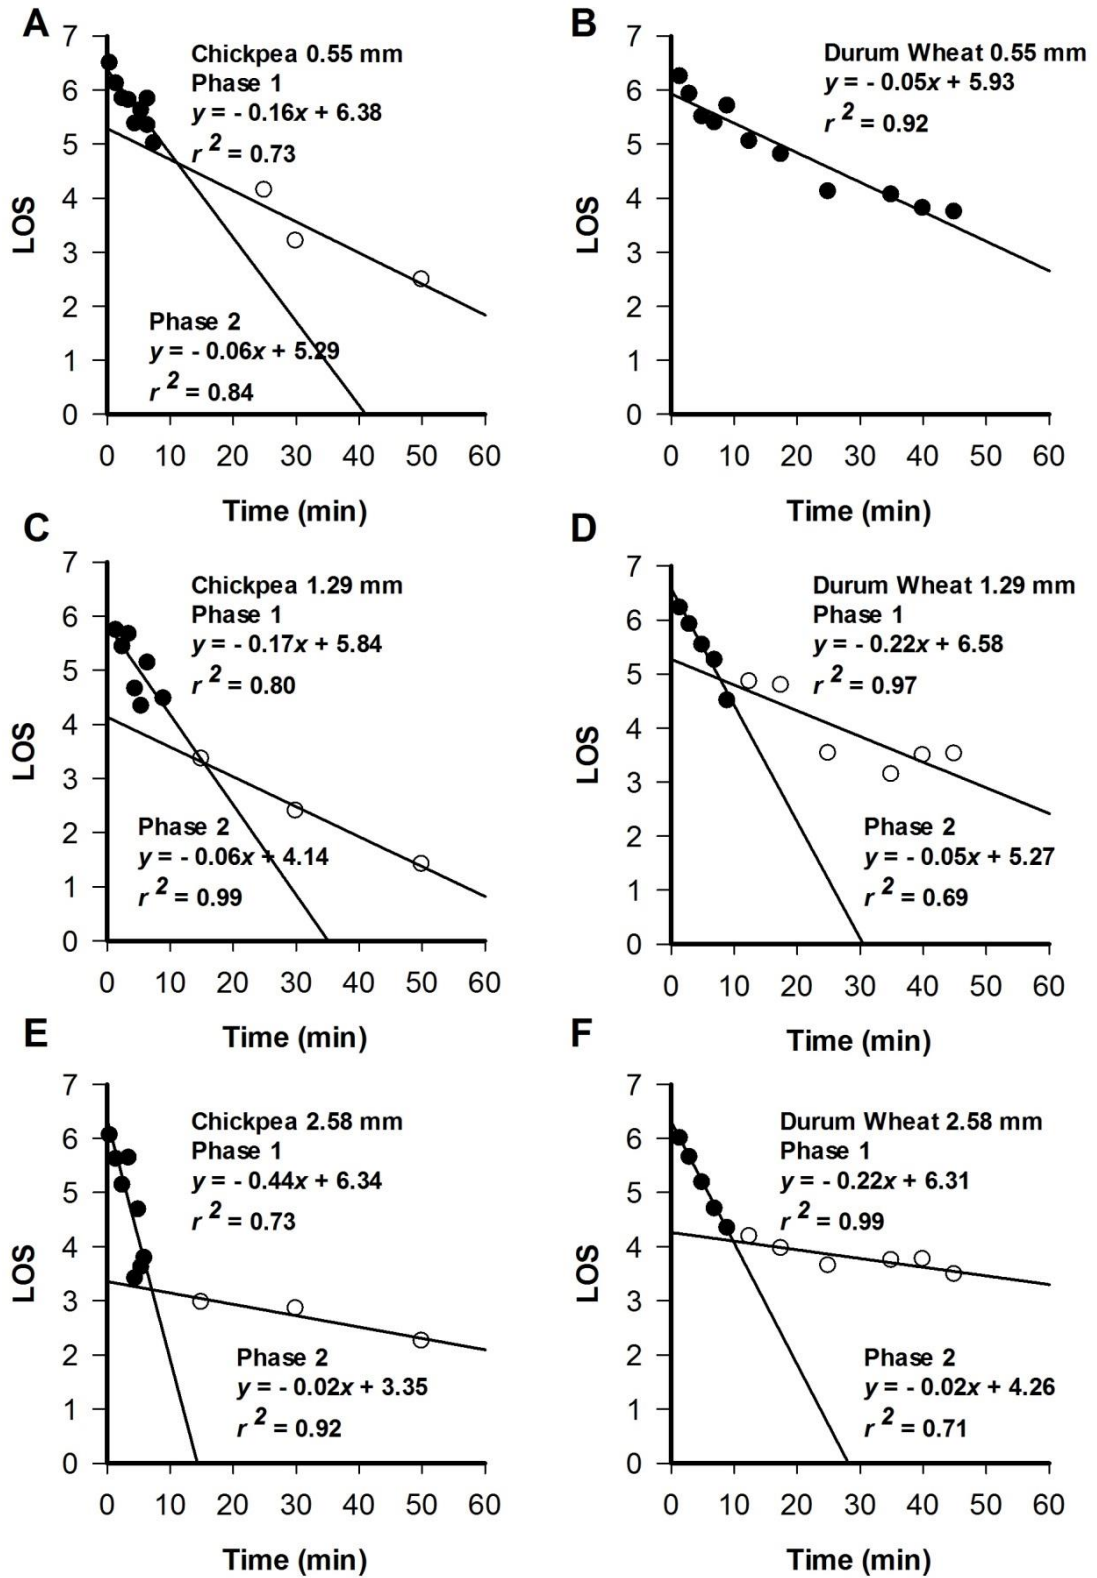 A
7
6
5
4
3
2
1
0
LOS
Chickpea 0.55 mm
Phase 1
y = - 0.16x + 6.38
r 2 = 0.73
Phase 2
y = - 0.06x + 5.29
r 2 = 0.84
0 10 20 30 40 50 60
Time (min)
B
7
6
5
4
3
2
1
0
LOS
Durum Wheat 0.55 mm
y = - 0.05x + 5.93
r 2 = 0.92
0 10 20 30 40 50 60
Time (min)
C
7
6
5
4
3
2
1
0
LOS
Chickpea 1.29 mm
Phase 1
y = - 0.17x + 5.84
r 2 = 0.80
Phase 2
y = - 0.06x + 4.14
r 2 = 0.99
0 10 20 30 40 50 60
Time (min)
D
7
6
5
4
3
2
1
0
LOS
Durum Wheat 1.29 mm
Phase 1
y = - 0.22x + 6.58
r 2 = 0.97
Phase 2
y = - 0.05x + 5.27
r 2 = 0.69
0 10 20 30 40 50 60
Time (min)
E
7
6
5
4
3
2
1
0
LOS
Chickpea 2.58 mm
Phase 1
y = - 0.44x + 6.34
r 2 = 0.73
Phase 2
y = - 0.02x + 3.35
r 2 = 0.92
0 10 20 30 40 50 60
Time (min)
F
7
6
5
4
3
2
1
0
LOS
Durum Wheat 2.58 mm
Phase 1
y = - 0.22x + 6.31
r 2 = 0.99
Phase 2
y = - 0.02x + 4.26
r 2 = 0.71
0 10 20 30 40 50 60
Time (min)